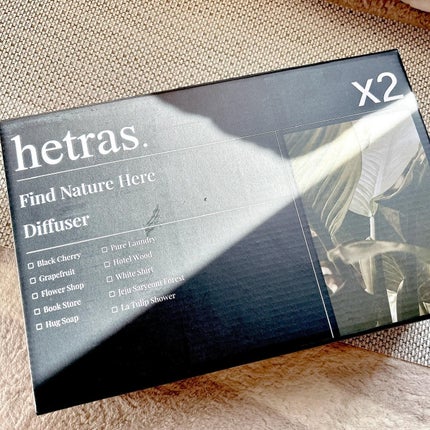 hetras.
X2
Find Nature Here
Diffuser
☐ Black Cherry
☐ Grapefruit
☐ Flower Shop
☐ Book Store
☐ Hug Soap
☐ Pure Laundry
☐ Hotel Wood
☐ White Shirt
☐ Jeju Saryeoni Forest
☐ La Tulip Shower